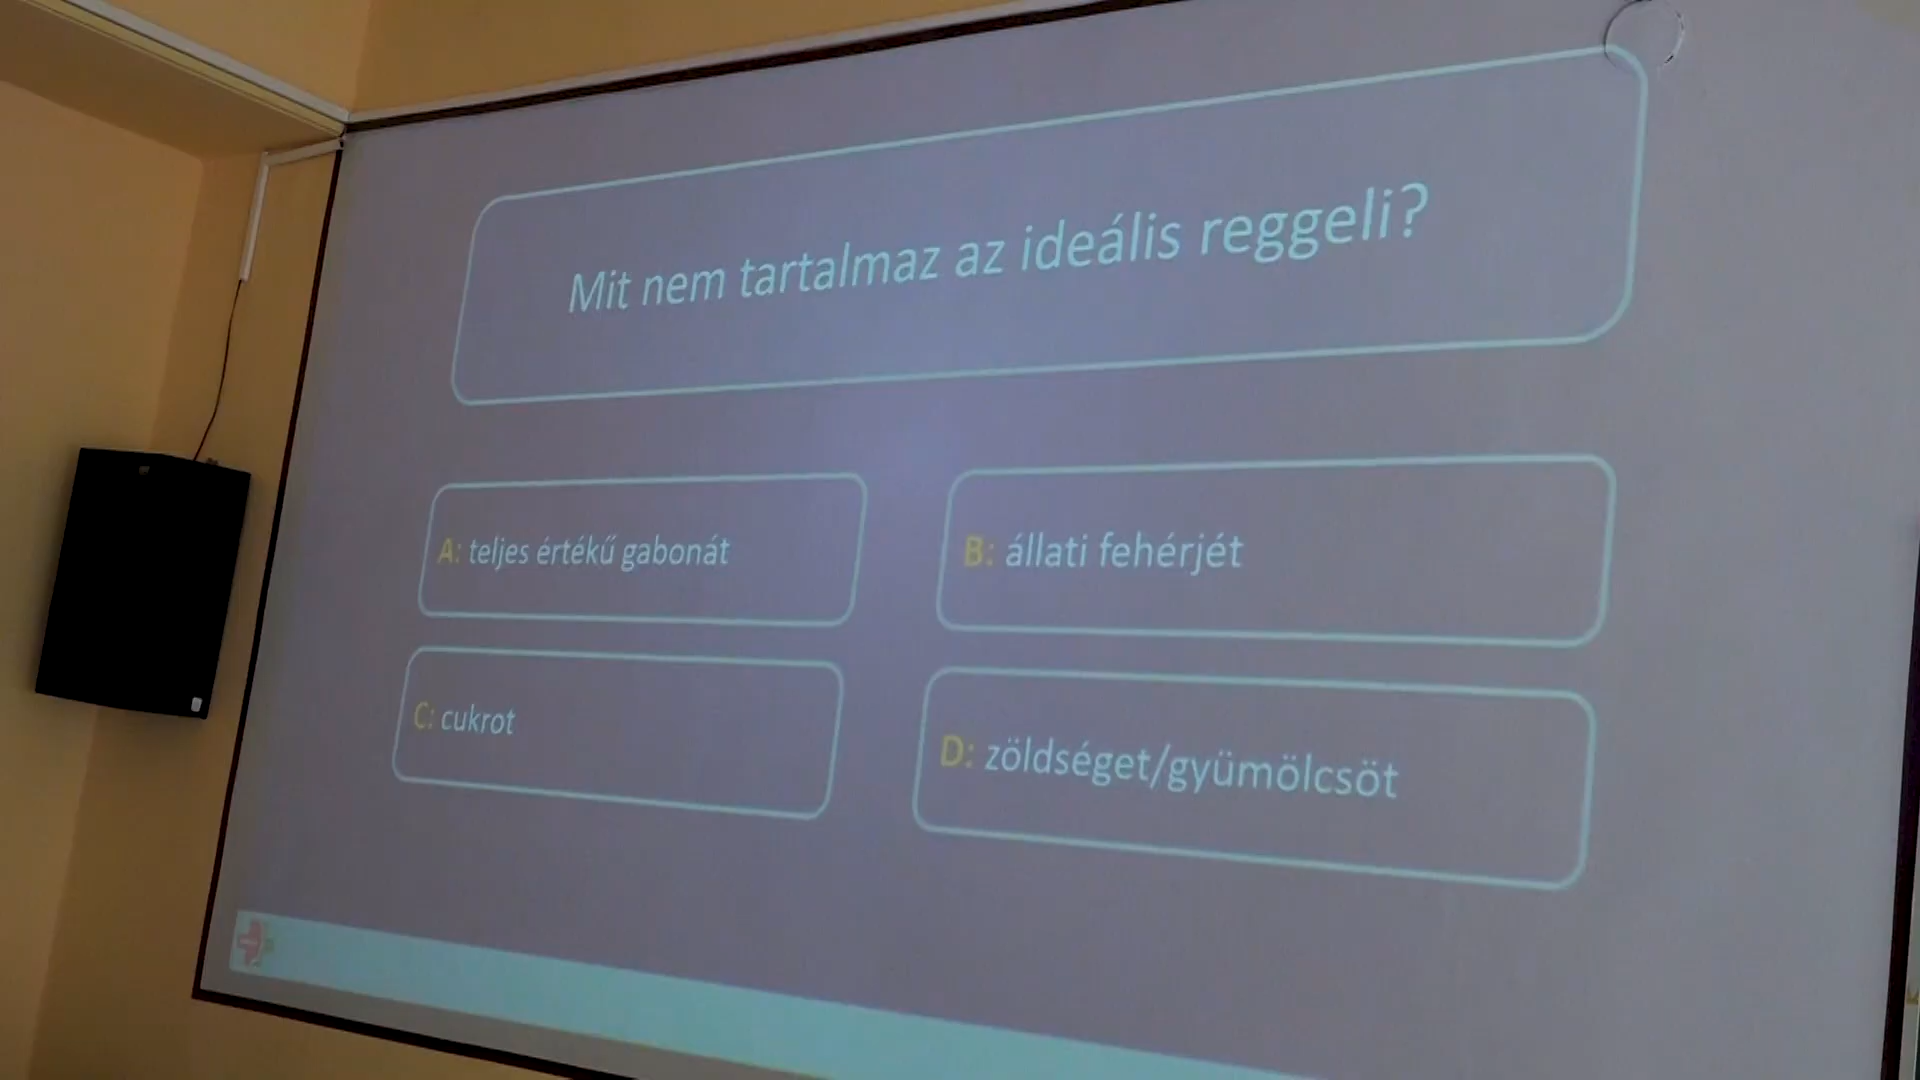 Mit nem tartalmaz az ideális reggeli?
A: teljes értékű gabonát
B: állati fehérjét
C: cukrot
D: zöldséget/gyümölcsöt